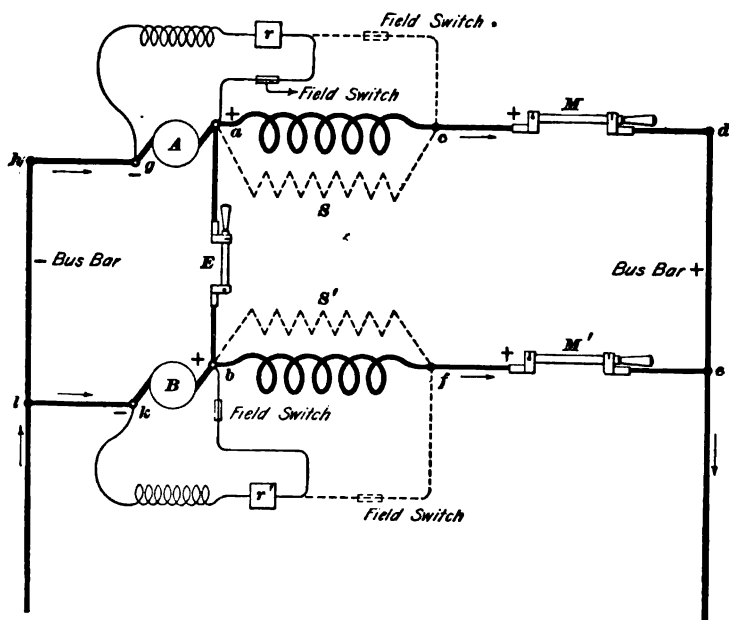 Field Switch.
r
Field Switch
+
a
c
+
M
d
A
h
g
-
S
- Bus Bar
E
Bus Bar +
S'
+
B
b
f
+
M'
e
l
k
-
Field Switch
r'
Field Switch